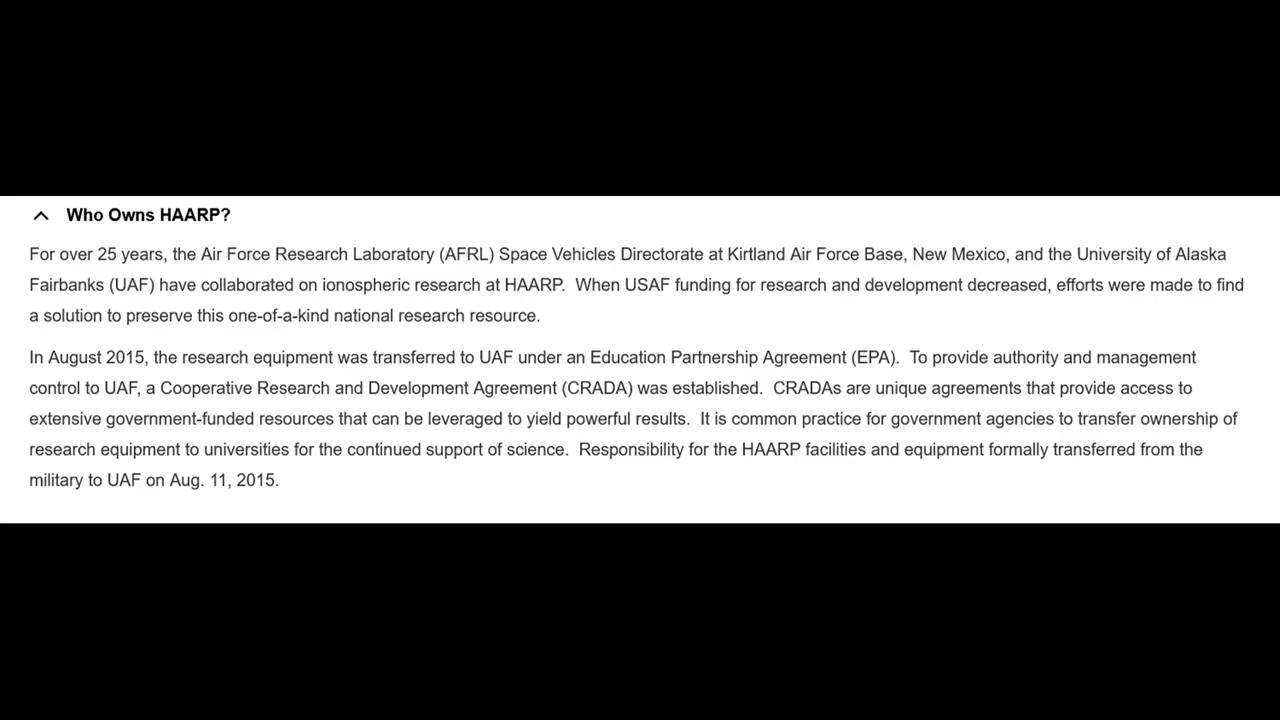 Who Owns HAARP?
For over 25 years, the Air Force Research Laboratory (AFRL) Space Vehicles Directorate at Kirtland Air Force Base, New Mexico, and the University of Alaska
Fairbanks (UAF) have collaborated on ionospheric research at HAARP.  When USAF funding for research and development decreased, efforts were made to find
a solution to preserve this one-of-a-kind national research resource.
In August 2015, the research equipment was transferred to UAF under an Education Partnership Agreement (EPA).  To provide authority and management
control to UAF, a Cooperative Research and Development Agreement (CRADA) was established.  CRADAs are unique agreements that provide access to
extensive government-funded resources that can be leveraged to yield powerful results.  It is common practice for government agencies to transfer ownership of
research equipment to universities for the continued support of science.  Responsibility for the HAARP facilities and equipment formally transferred from the
military to UAF on Aug. 11, 2015.